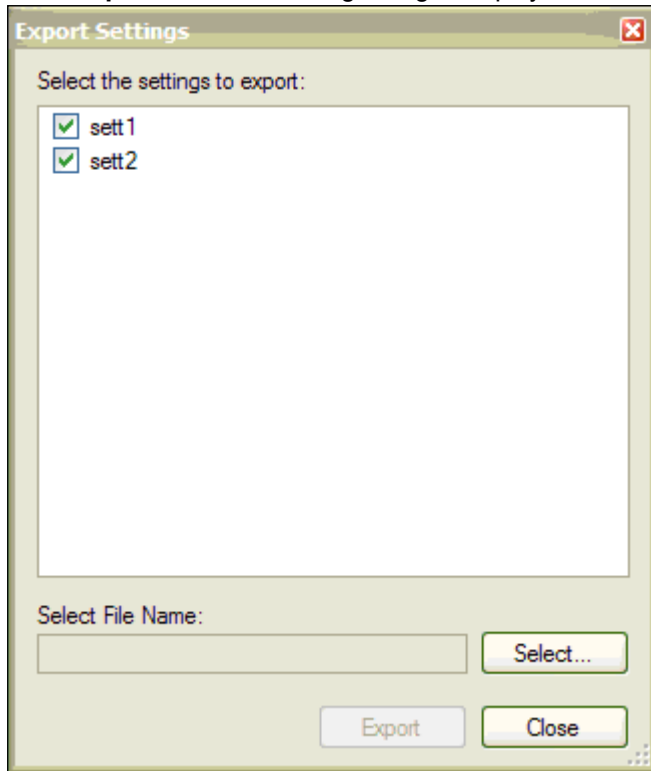 Export Settings
Select the settings to export:
sett1
sett2
Select File Name:
Select...
Export
Close